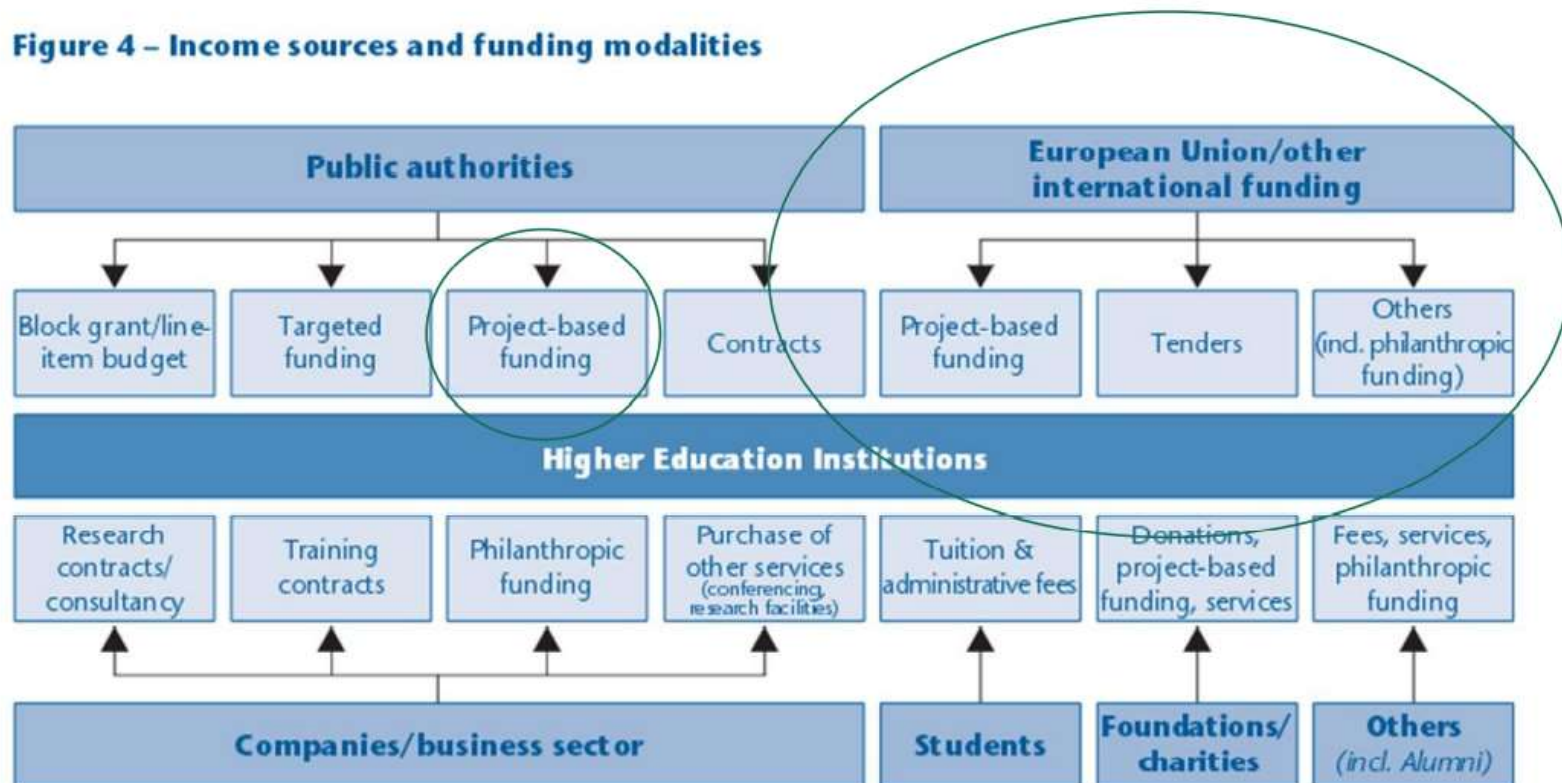 Figure 4 – Income sources and funding modalities
Public authorities
European Union/other
international funding
Block grant/line-
item budget
Targeted
funding
Project-based
funding
Contracts
Project-based
funding
Tenders
Others
(incl. philanthropic
funding)
Higher Education Institutions
Research
contracts/
consultancy
Training
contracts
Philanthropic
funding
Purchase of
other services
(conferencing,
research facilities)
Tuition &
administrative fees
Donations,
project-based
funding, services
Fees, services,
philanthropic
funding
Companies/business sector
Students
Foundations/
charities
Others
(incl. Alumni)